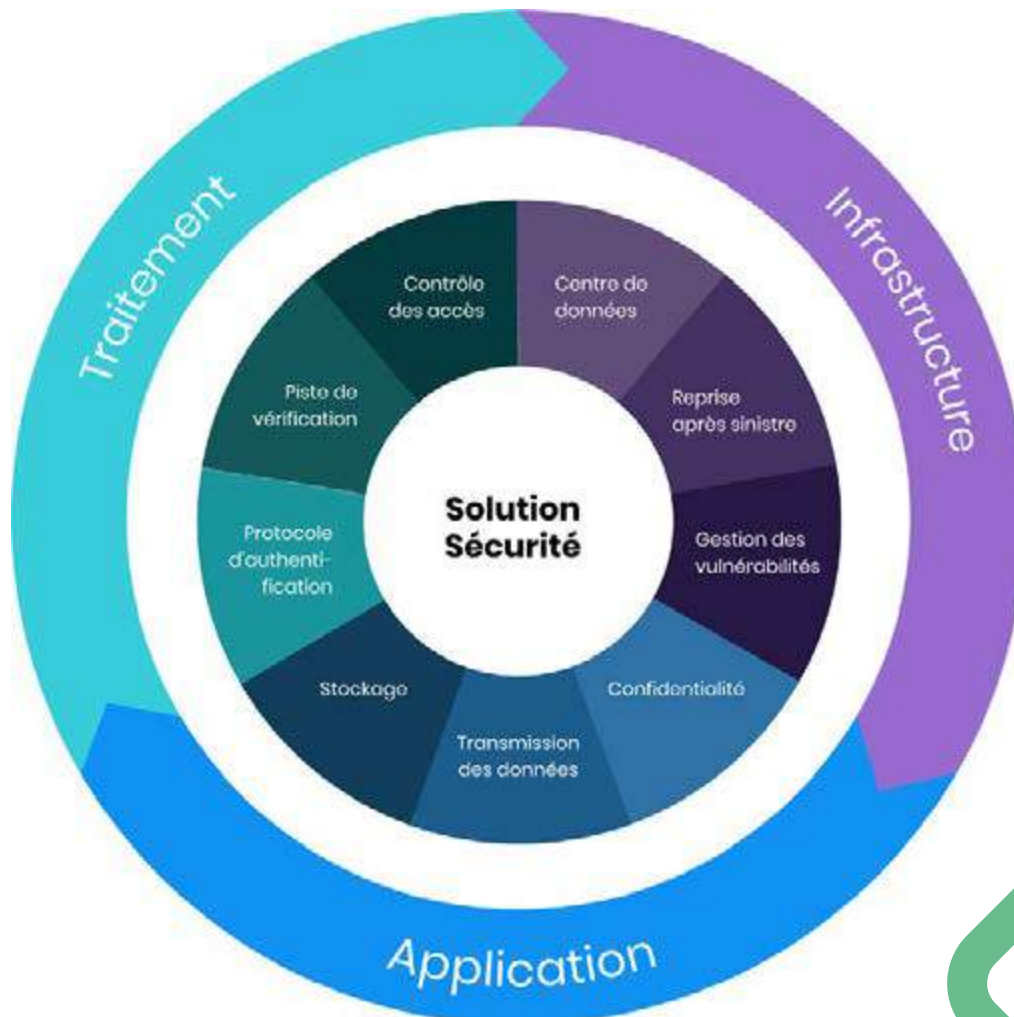 Traitement
Infrastructure
Application
Contrôle
des accès
Centre de
données
Piste de
vérification
Reprise
après sinistre
Protocole
d'authenti-
fication
Solution
Sécurité
Gestion des
vulnérabilités
Stockage
Confidentialité
Transmission
des données